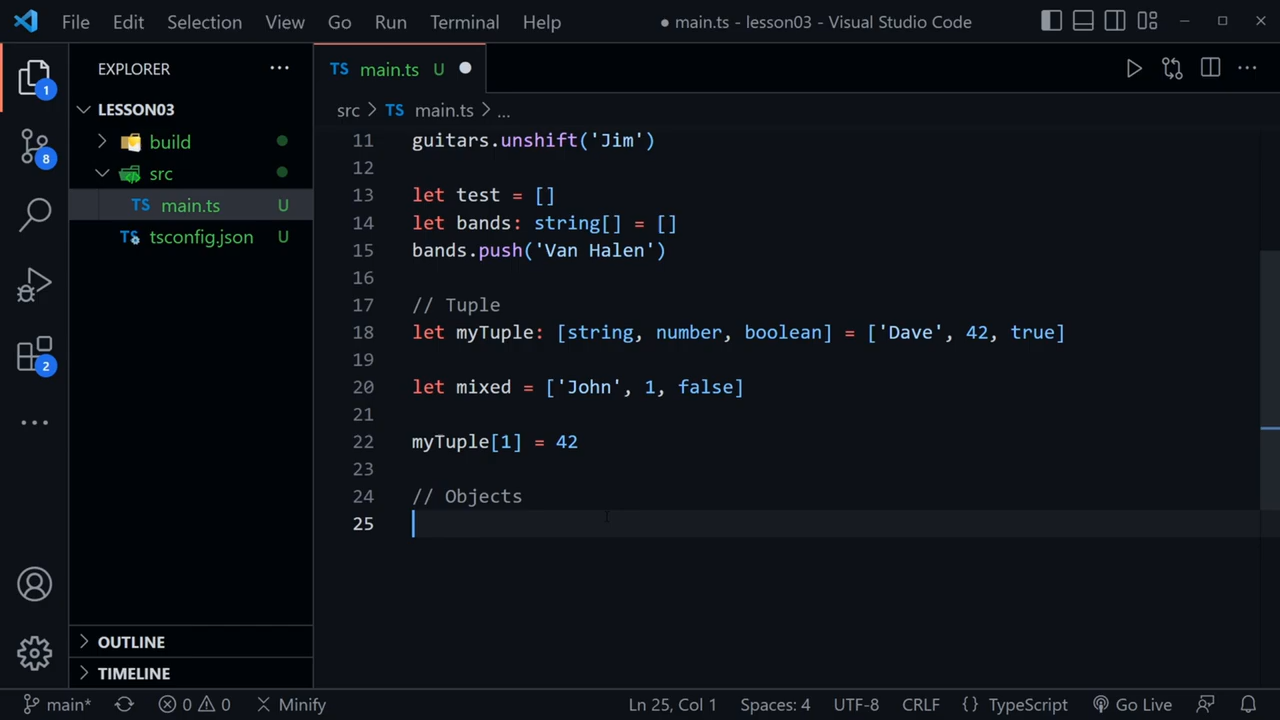 File Edit Selection View Go Run Terminal Help ● main.ts - lesson03 - Visual Studio Code
EXPLORER ...
1
LESSON03
build
8
src
TS main.ts U
TS tsconfig.json U
2
OUTLINE
TIMELINE
TS main.ts U
src > TS main.ts > ...
11 guitars.unshift('Jim')
12
13 let test = []
14 let bands: string[] = []
15 bands.push('Van Halen')
16
17 // Tuple
18 let myTuple: [string, number, boolean] = ['Dave', 42, true]
19
20 let mixed = ['John', 1, false]
21
22 myTuple[1] = 42
23
24 // Objects
25
main* 0 0 Minify Ln 25, Col 1 Spaces: 4 UTF-8 CRLF {} TypeScript Go Live